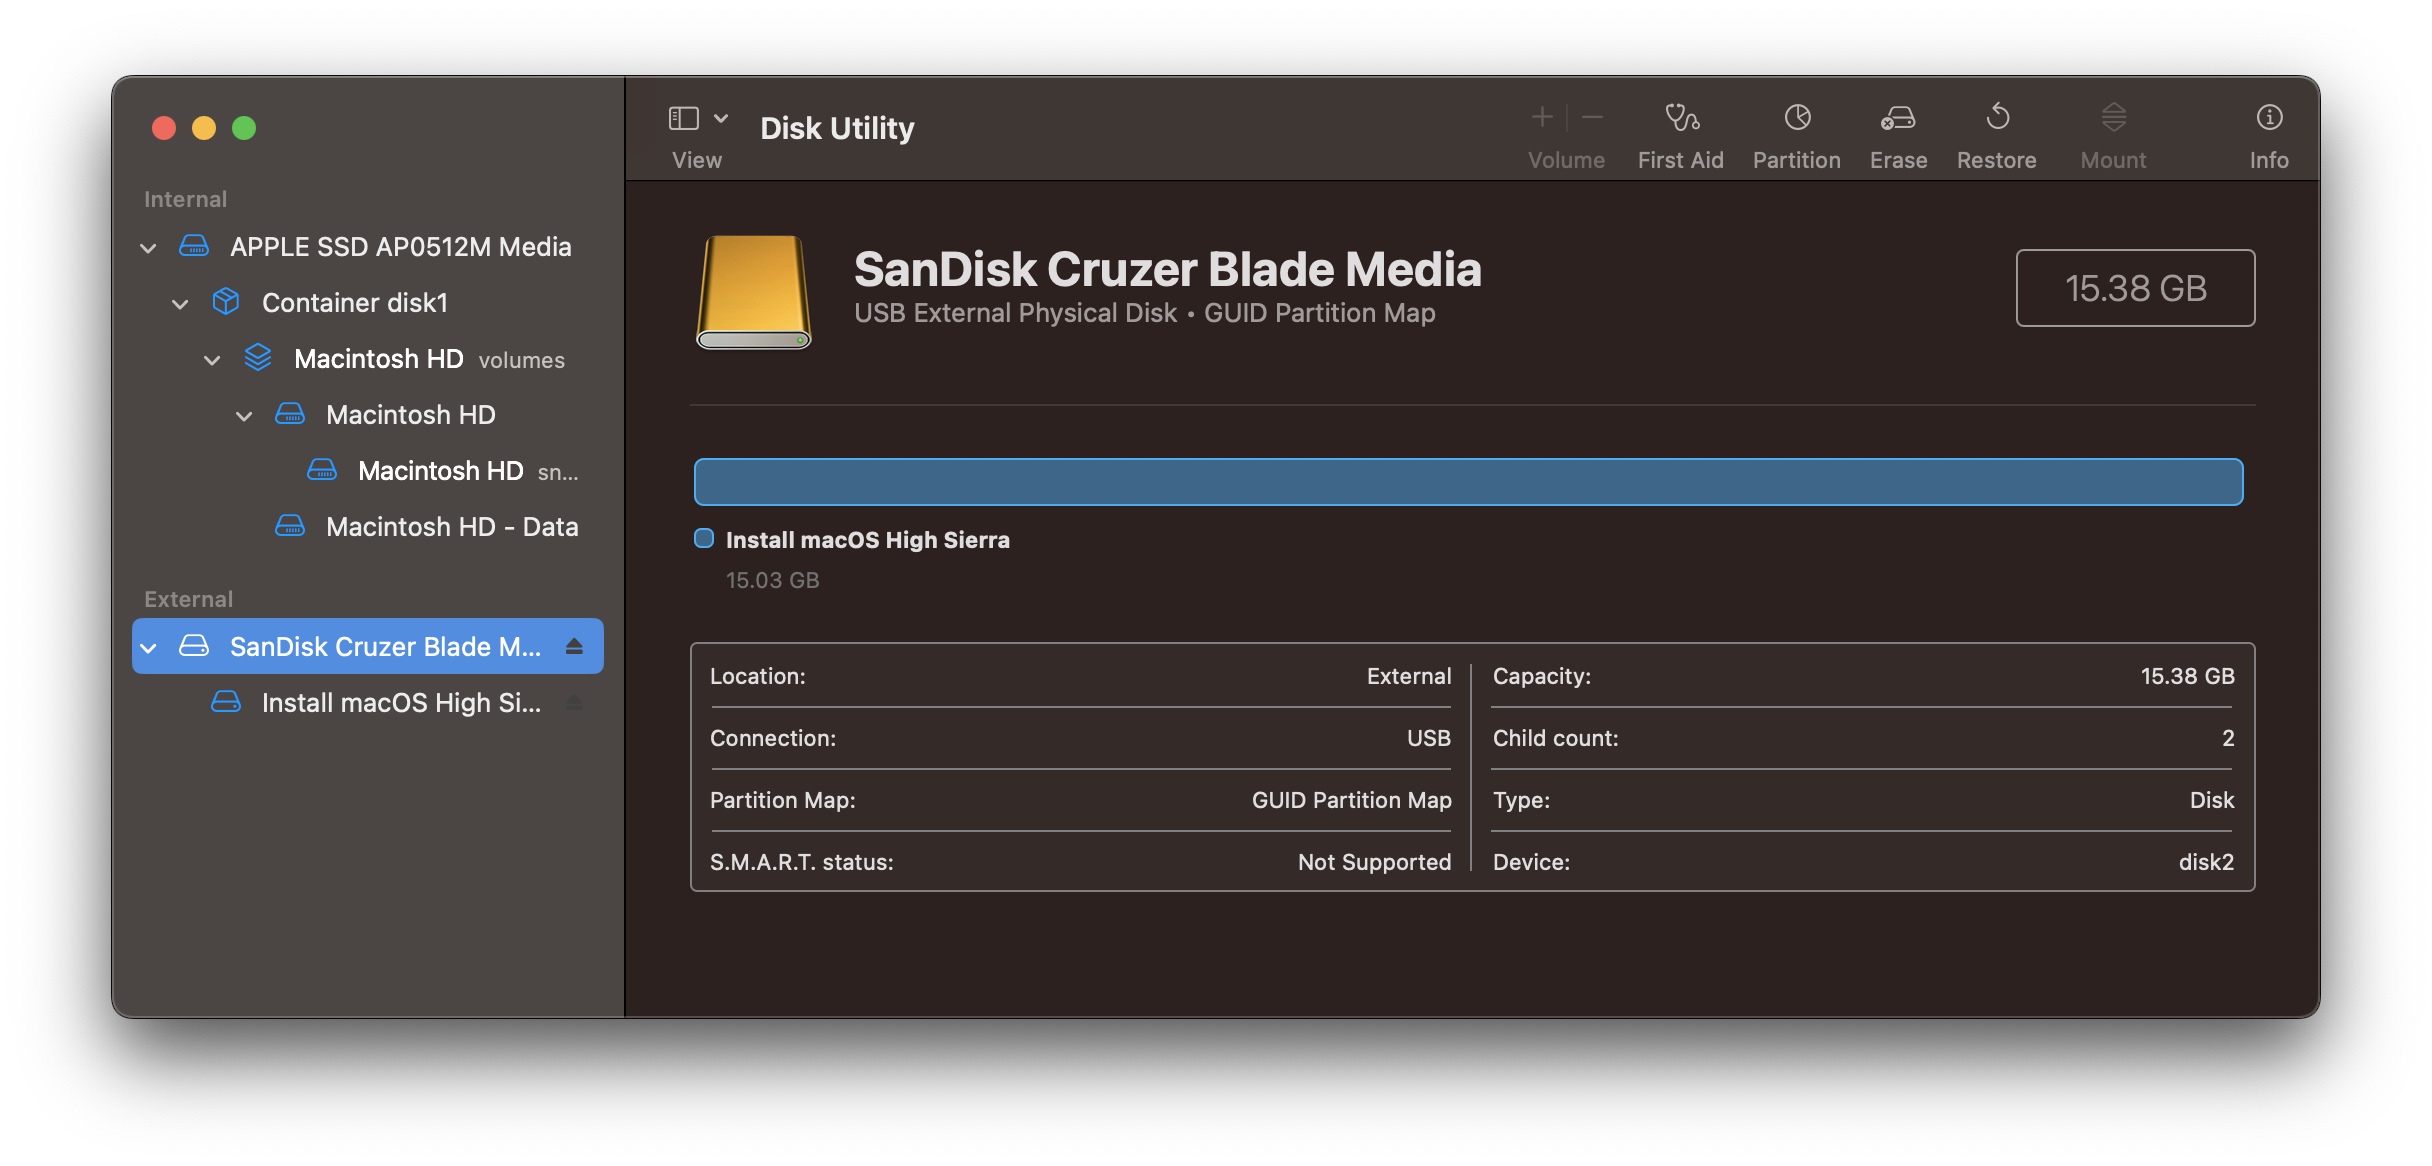 Disk Utility
View
Volume
First Aid
Partition
Erase
Restore
Mount
Info
Internal
APPLE SSD AP0512M Media
Container disk1
Macintosh HD volumes
Macintosh HD
Macintosh HD sn...
Macintosh HD - Data
External
SanDisk Cruzer Blade M...
Install macOS High Si...
SanDisk Cruzer Blade Media
USB External Physical Disk • GUID Partition Map
15.38 GB
Install macOS High Sierra
15.03 GB
Location: External
Connection: USB
Partition Map: GUID Partition Map
S.M.A.R.T. status: Not Supported
Capacity: 15.38 GB
Child count: 2
Type: Disk
Device: disk2